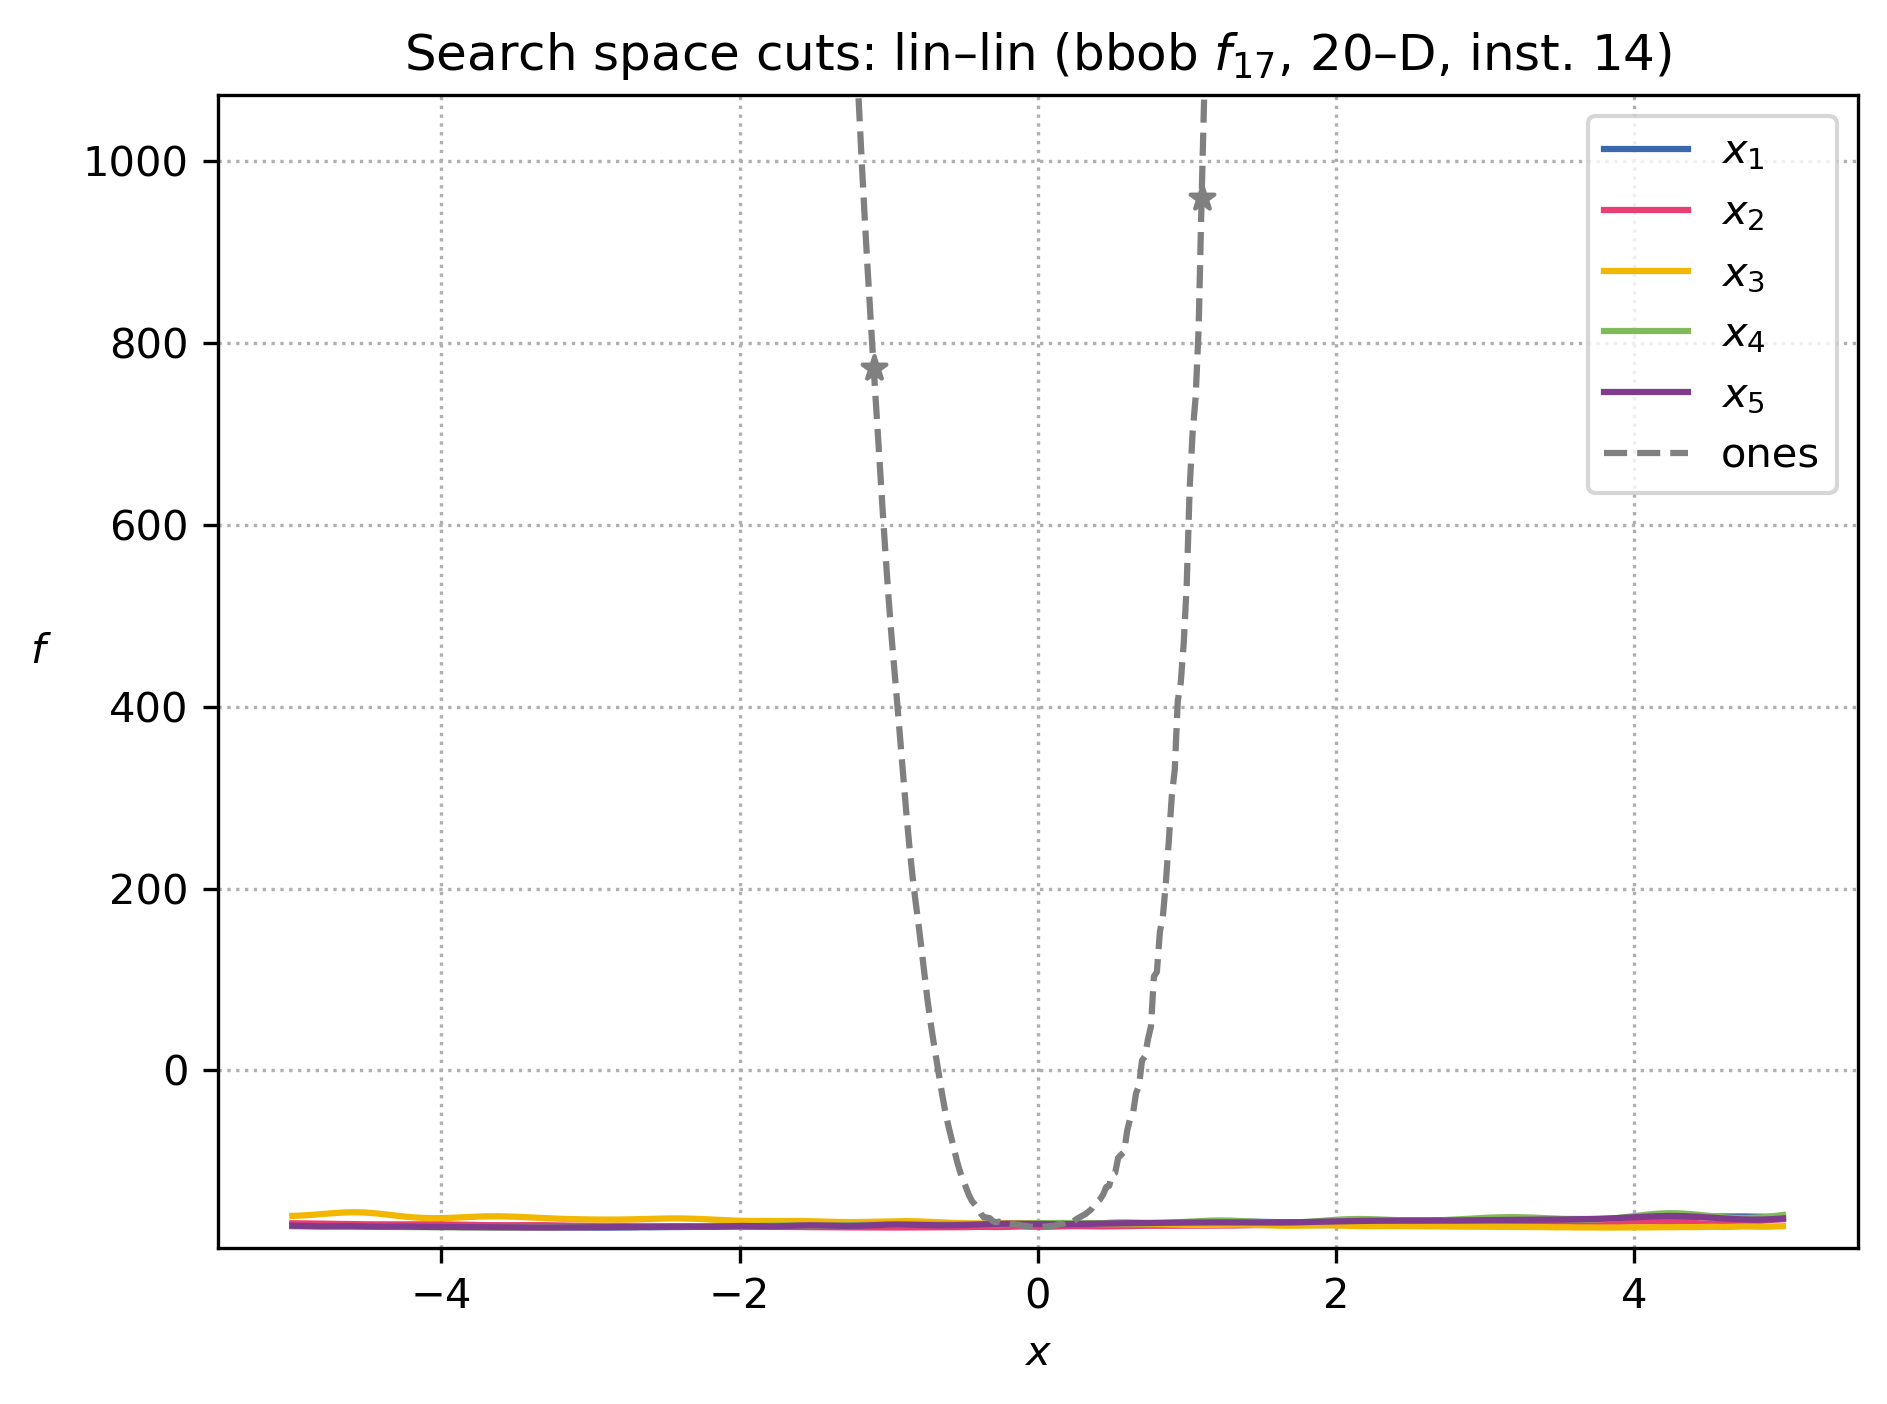 Search space cuts: lin–lin (bbob f17, 20–D, inst. 14)
1000
800
600
400
200
0
f
−4
−2
0
2
4
x
x1
x2
x3
x4
x5
ones